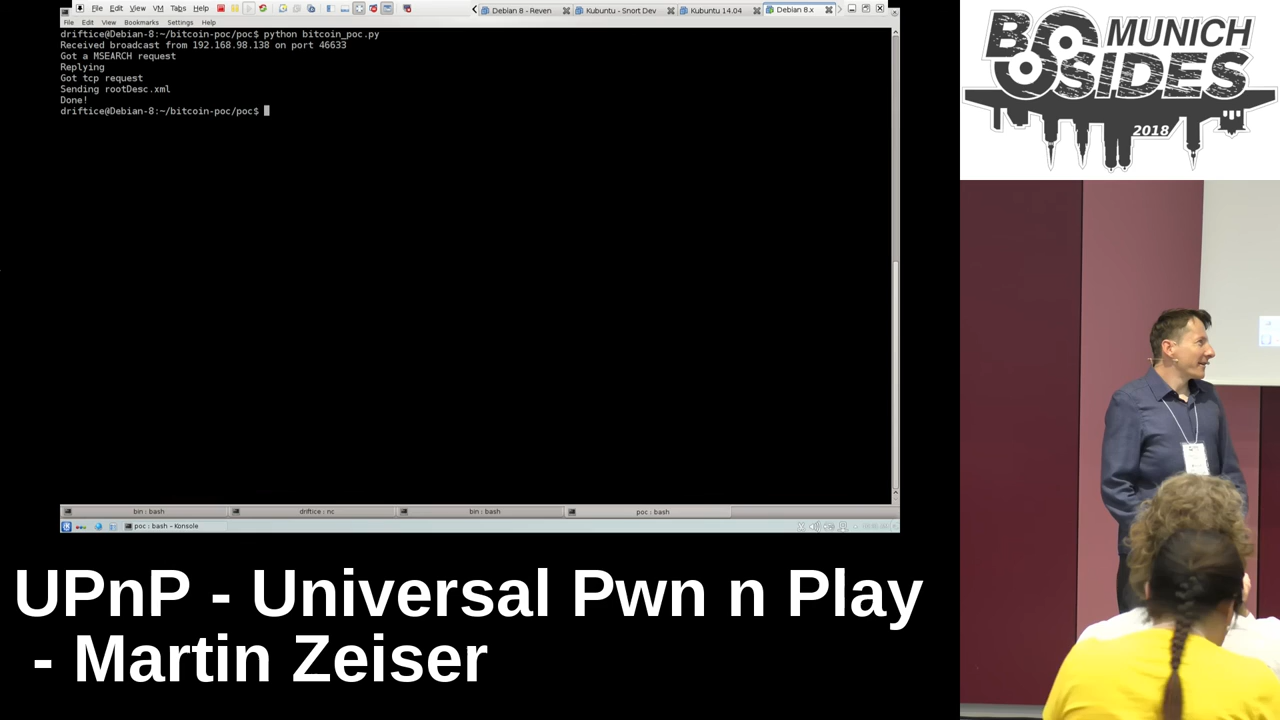 File Edit View VM Tabs Help
Debian 8 - Reven
Kubuntu - Snort Dev
Kubuntu 14.04
Debian 8.x
File Edit View Bookmarks Settings Help
driftice@Debian-8:~/bitcoin-poc/poc$ python bitcoin_poc.py
Received broadcast from 192.168.98.138 on port 46633
Got a MSEARCH request
Replying
Got tcp request
Sending rootDesc.xml
Done!
driftice@Debian-8:~/bitcoin-poc/poc$
bin : bash
driftice : nc
bin : bash
poc : bash
poc : bash – Konsole
BSIDES
MUNICH
2018
UPnP - Universal Pwn n Play
- Martin Zeiser